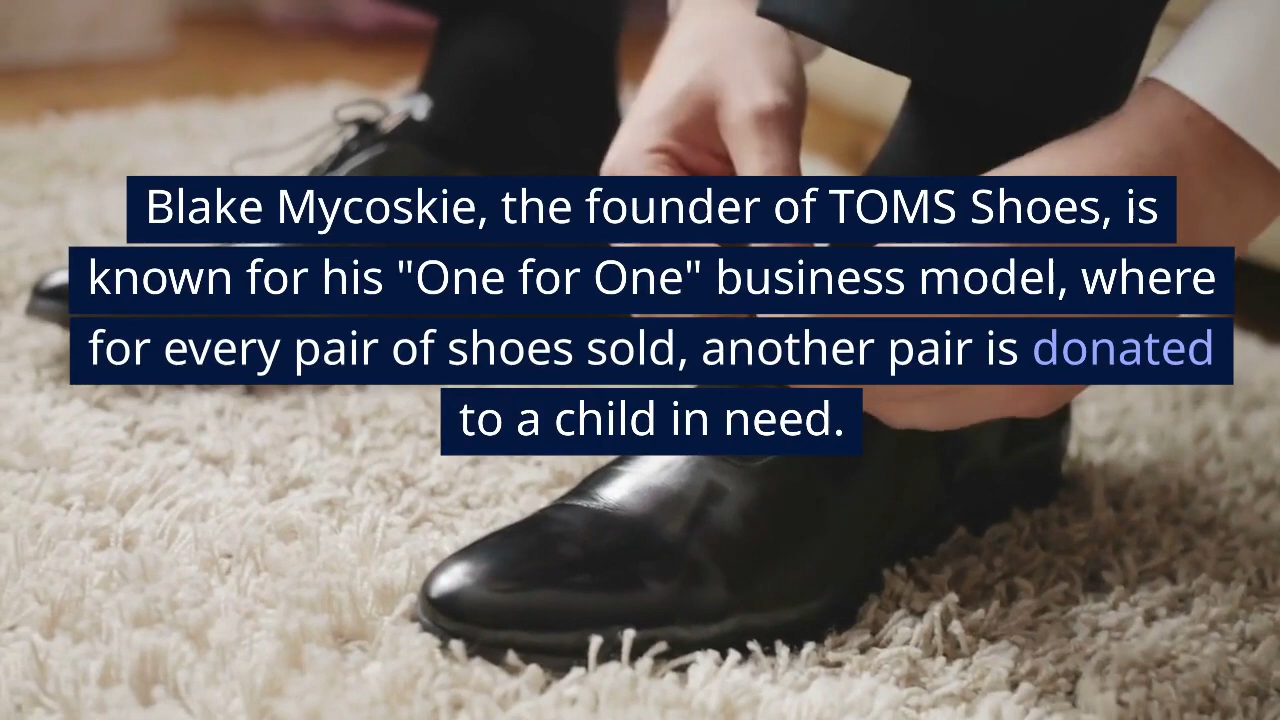 Blake Mycoskie, the founder of TOMS Shoes, is
known for his "One for One" business model, where
for every pair of shoes sold, another pair is donated
to a child in need.